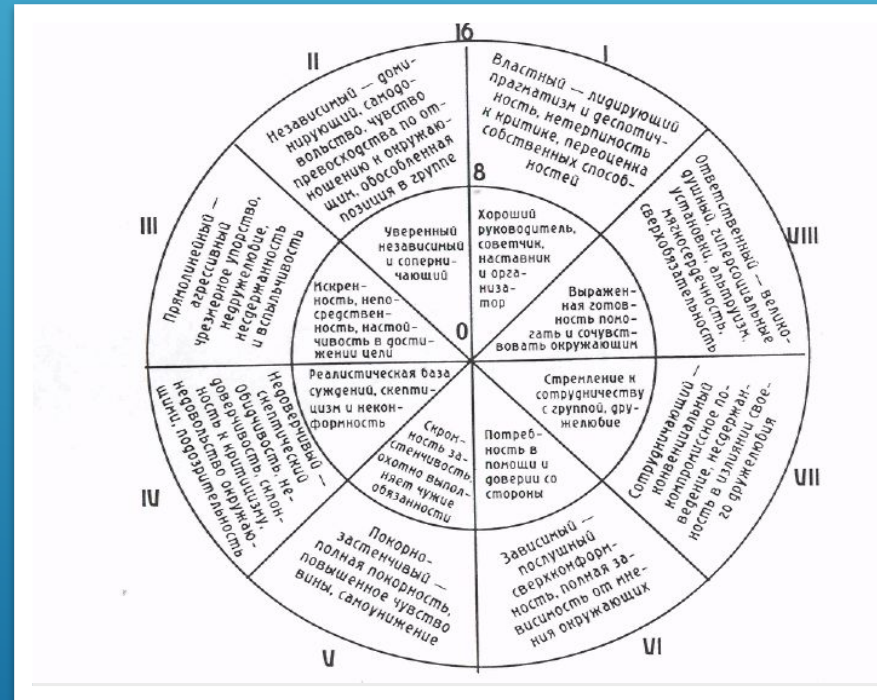 16
I
Властный — лидирующий
прагматизм и деспотич-
ность, нетерпимость
к критике, переоценка
собственных способ-
ностей
8
Хороший
руководитель,
советчик,
наставник
и орга-
низа-
тор
II
Независимый — доми-
нирующий, самодо-
вольство, чувство
превосходства по от-
ношению к окружаю-
щим, обособленная
позиция в группе
Уверенный
независимый
и соперни-
чающий
III
Прямолинейный —
агрессивный
чрезмерное упорство,
недружелюбие,
несдержанность
и вспыльчивость
Искрен-
ность, непо-
средствен-
ность, настой-
чивость в дости-
жении цели
0
IV
Недоверчивый —
скептический
Обидчивость, не-
доверчивость, склон-
ность к критицизму,
недовольство окружаю-
щими, подозрительность
Реалистическая база
суждений, скепти-
цизм и некон-
формность
V
Покорно-
застенчивый —
полная покорность,
повышенное чувство
вины, самоунижение
Скром-
ность за-
стенчивость,
охотно выпол-
няет чужие
обязанности
VI
Зависимый —
послушный
сверхконформ-
ность, полная за-
висимость от мне-
ния окружающих
Потреб-
ность в
помощи и
доверии со
стороны
VII
Сотрудничающий —
конвенциальный
компромиссное по-
ведение, несдержан-
ность в излиянии свое-
го дружелюбия
Стремление к
сотрудничеству
с группой, дру-
желюбие
VIII
Ответственный — велико-
душный, гиперсоциальные
установки, альтруизм,
мягкосердечность,
сверхобязательность
Выражен-
ная готов-
ность помо-
гать и сочувст-
вовать окружающим